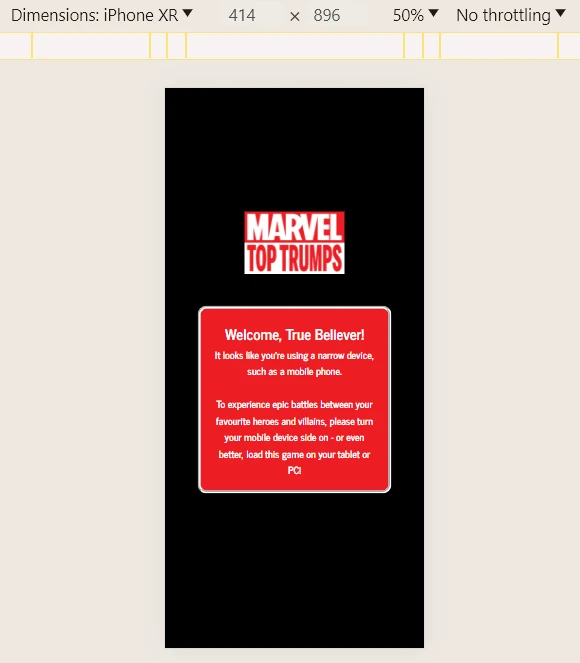 Dimensions: iPhone XR ▼ 414 × 896 50% ▼ No throttling ▼
MARVEL
TOP TRUMPS
Welcome, True Believer!
It looks like you're using a narrow device,
such as a mobile phone.
To experience epic battles between your
favourite heroes and villains, please turn
your mobile device side on - or even
better, load this game on your tablet or
PC!